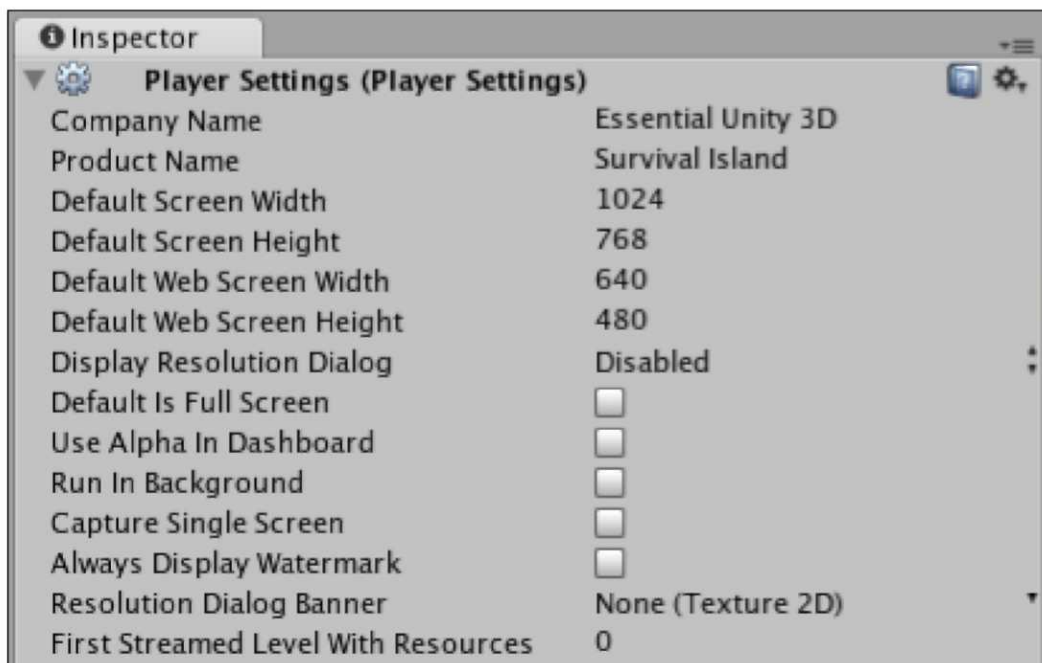 Inspector
Player Settings (Player Settings)
Company Name Essential Unity 3D
Product Name Survival Island
Default Screen Width 1024
Default Screen Height 768
Default Web Screen Width 640
Default Web Screen Height 480
Display Resolution Dialog Disabled
Default Is Full Screen
Use Alpha In Dashboard
Run In Background
Capture Single Screen
Always Display Watermark
Resolution Dialog Banner None (Texture 2D)
First Streamed Level With Resources 0